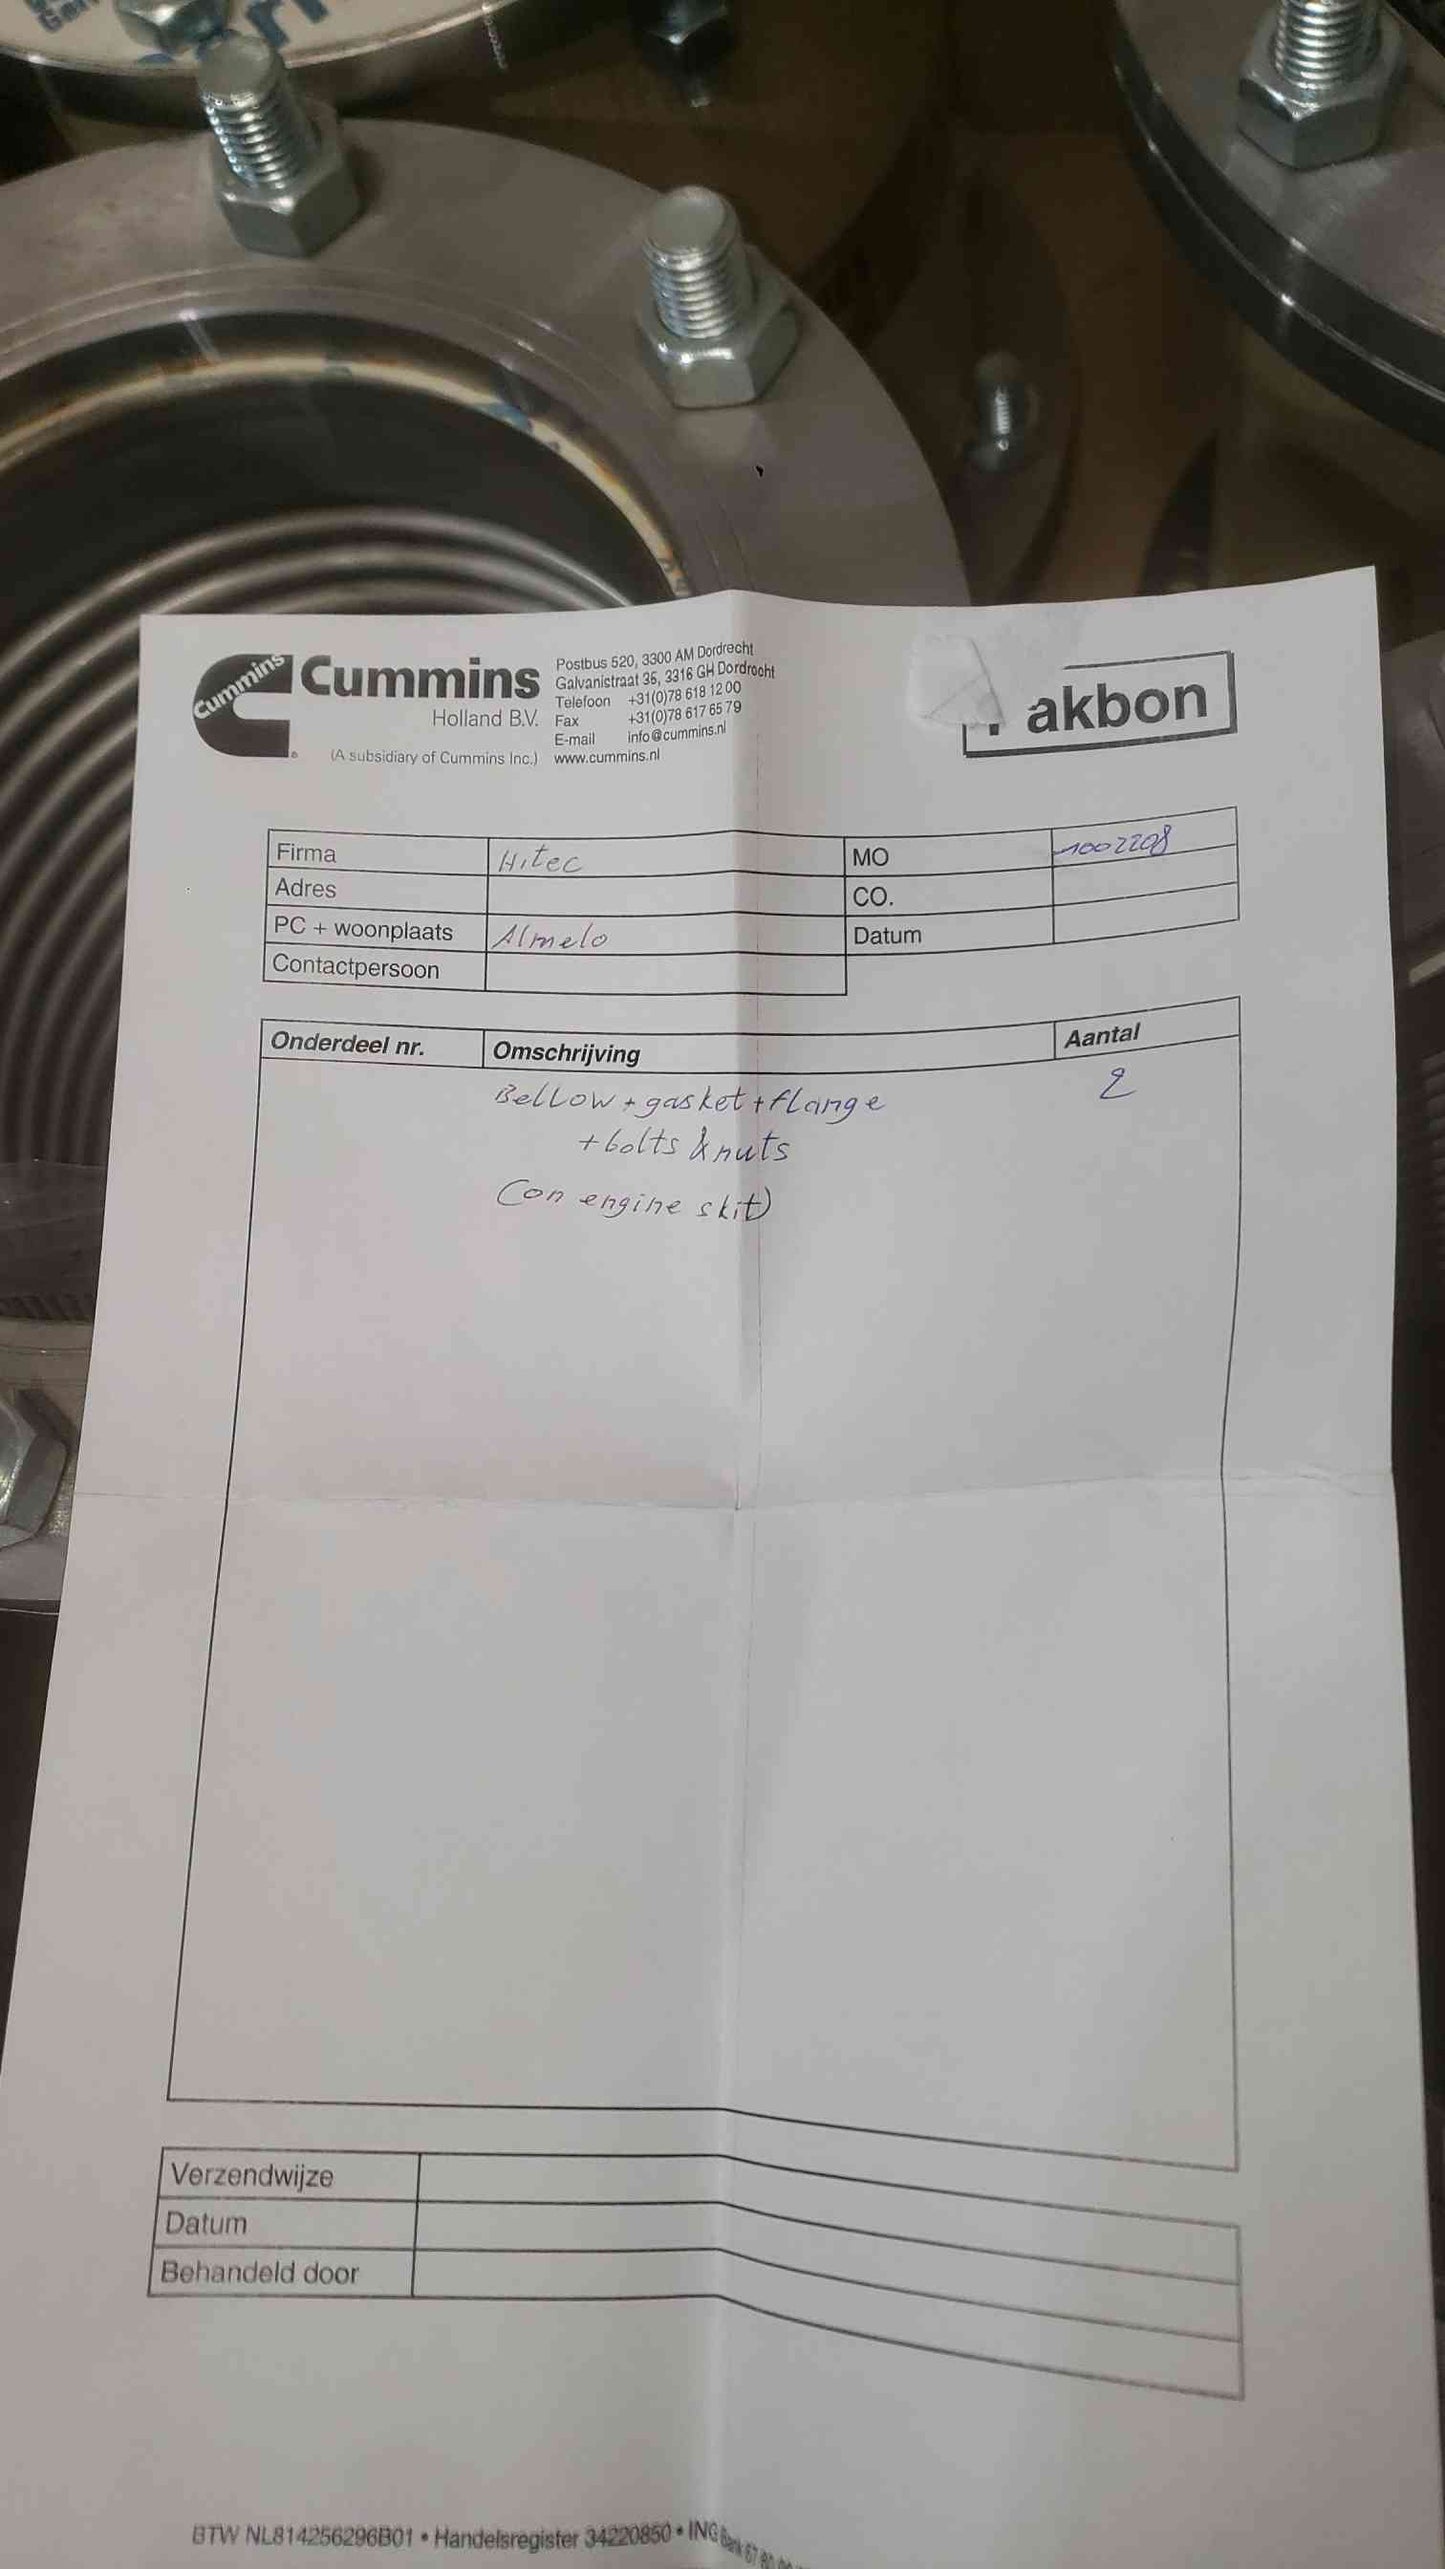 Cummins
Cummins
Holland B.V.
(A subsidiary of Cummins Inc.)
Postbus 520, 3300 AM Dordrecht
Galvanistraat 35, 3316 GH Dordrecht
Telefoon +31(0)78 618 12 00
Fax +31(0)78 617 65 79
E-mail info@cummins.nl
www.cummins.nl
akbon
Firma Hitec MO 1002208
Adres CO.
PC + woonplaats Almelo Datum
Contactpersoon
Onderdeel nr. Omschrijving Aantal
Bellow + gasket + flange 2
+ bolts & nuts
(on engine skit)
Verzendwijze
Datum
Behandeld door
BTW NL814256296B01 • Handelsregister 34220850 • ING Bank